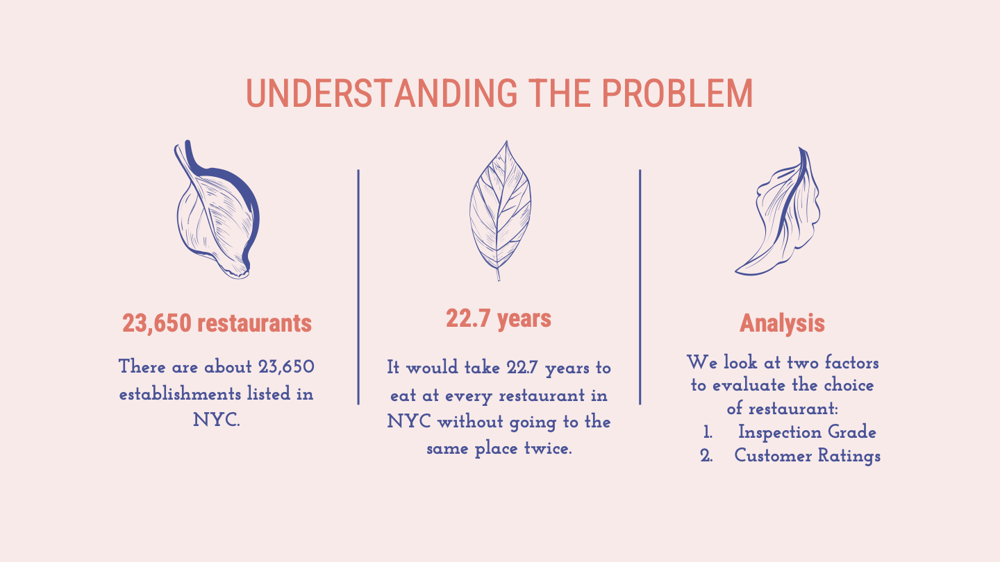 UNDERSTANDING THE PROBLEM
23,650 restaurants
There are about 23,650
establishments listed in
NYC.
22.7 years
It would take 22.7 years to
eat at every restaurant in
NYC without going to the
same place twice.
Analysis
We look at two factors
to evaluate the choice
of restaurant:
1. Inspection Grade
2. Customer Ratings